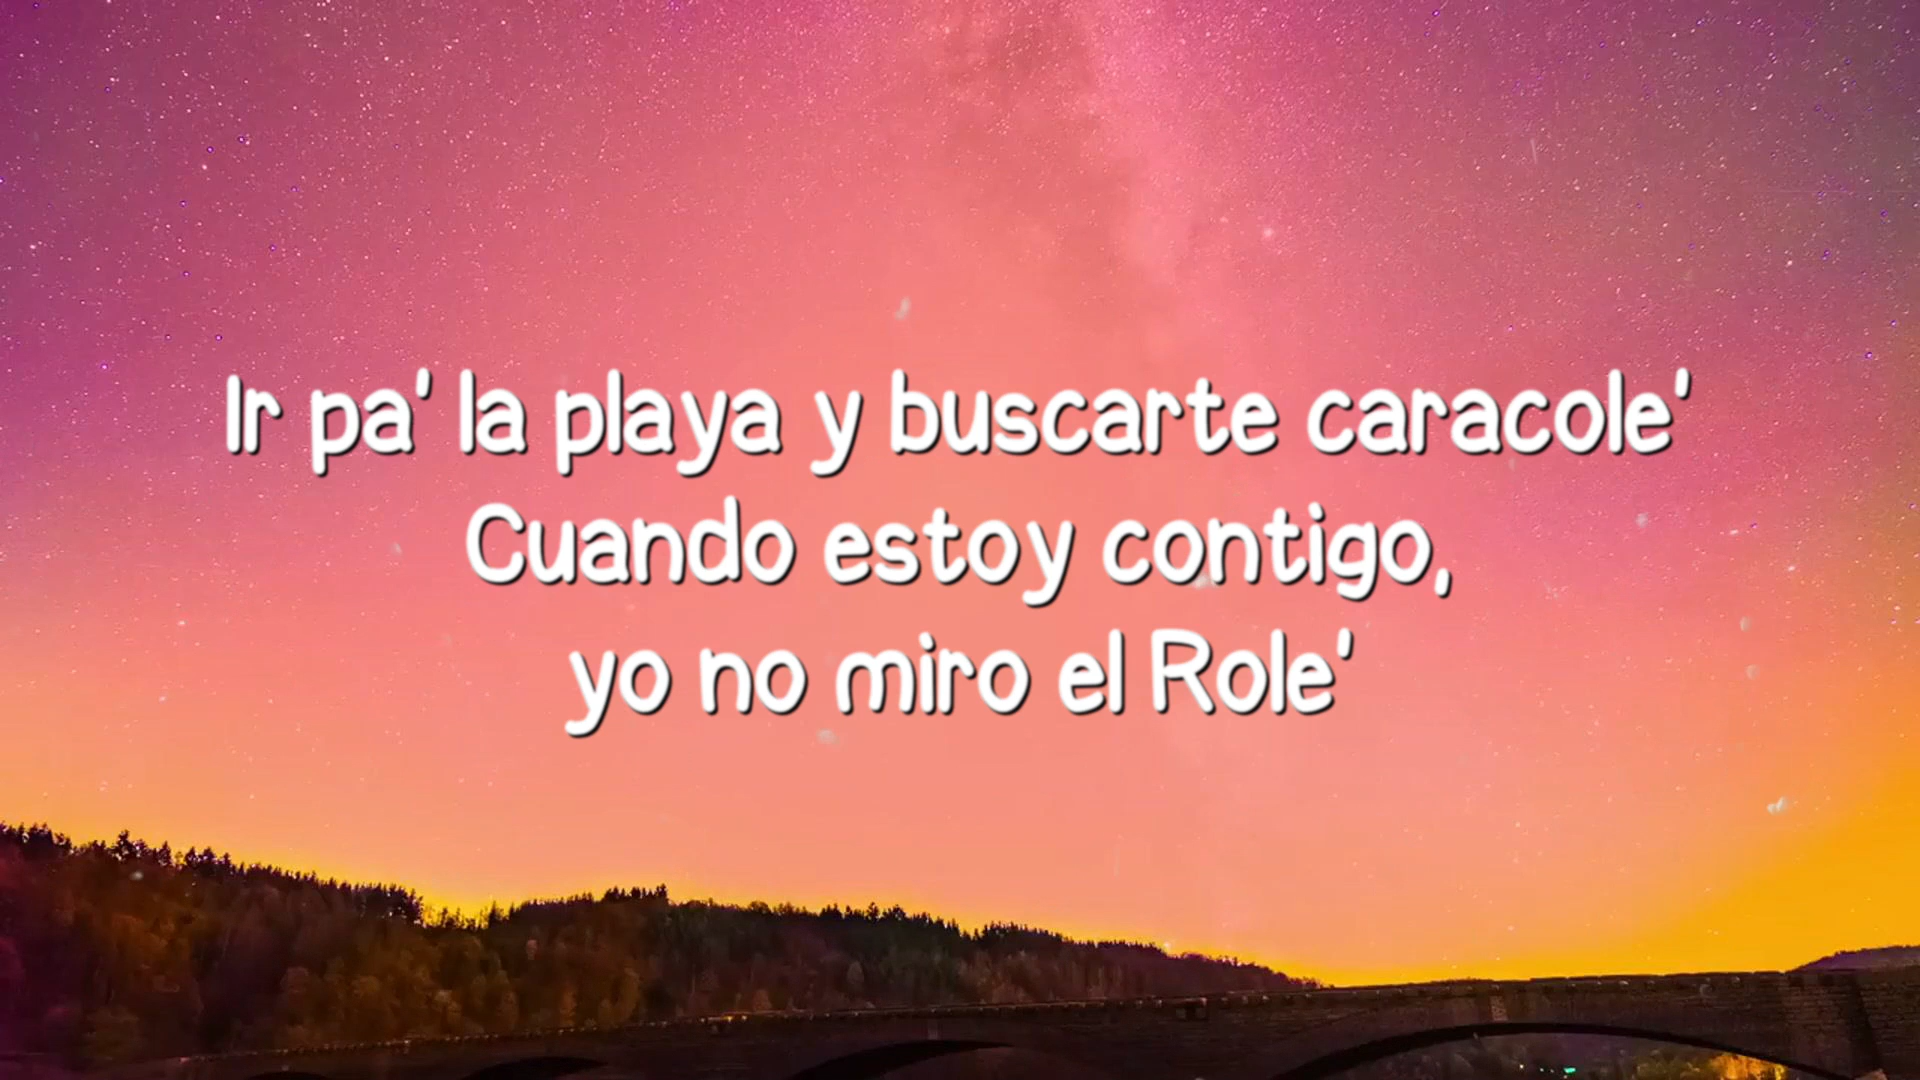 Ir pa' la playa y buscarte caracole'
Cuando estoy contigo,
yo no miro el Role'